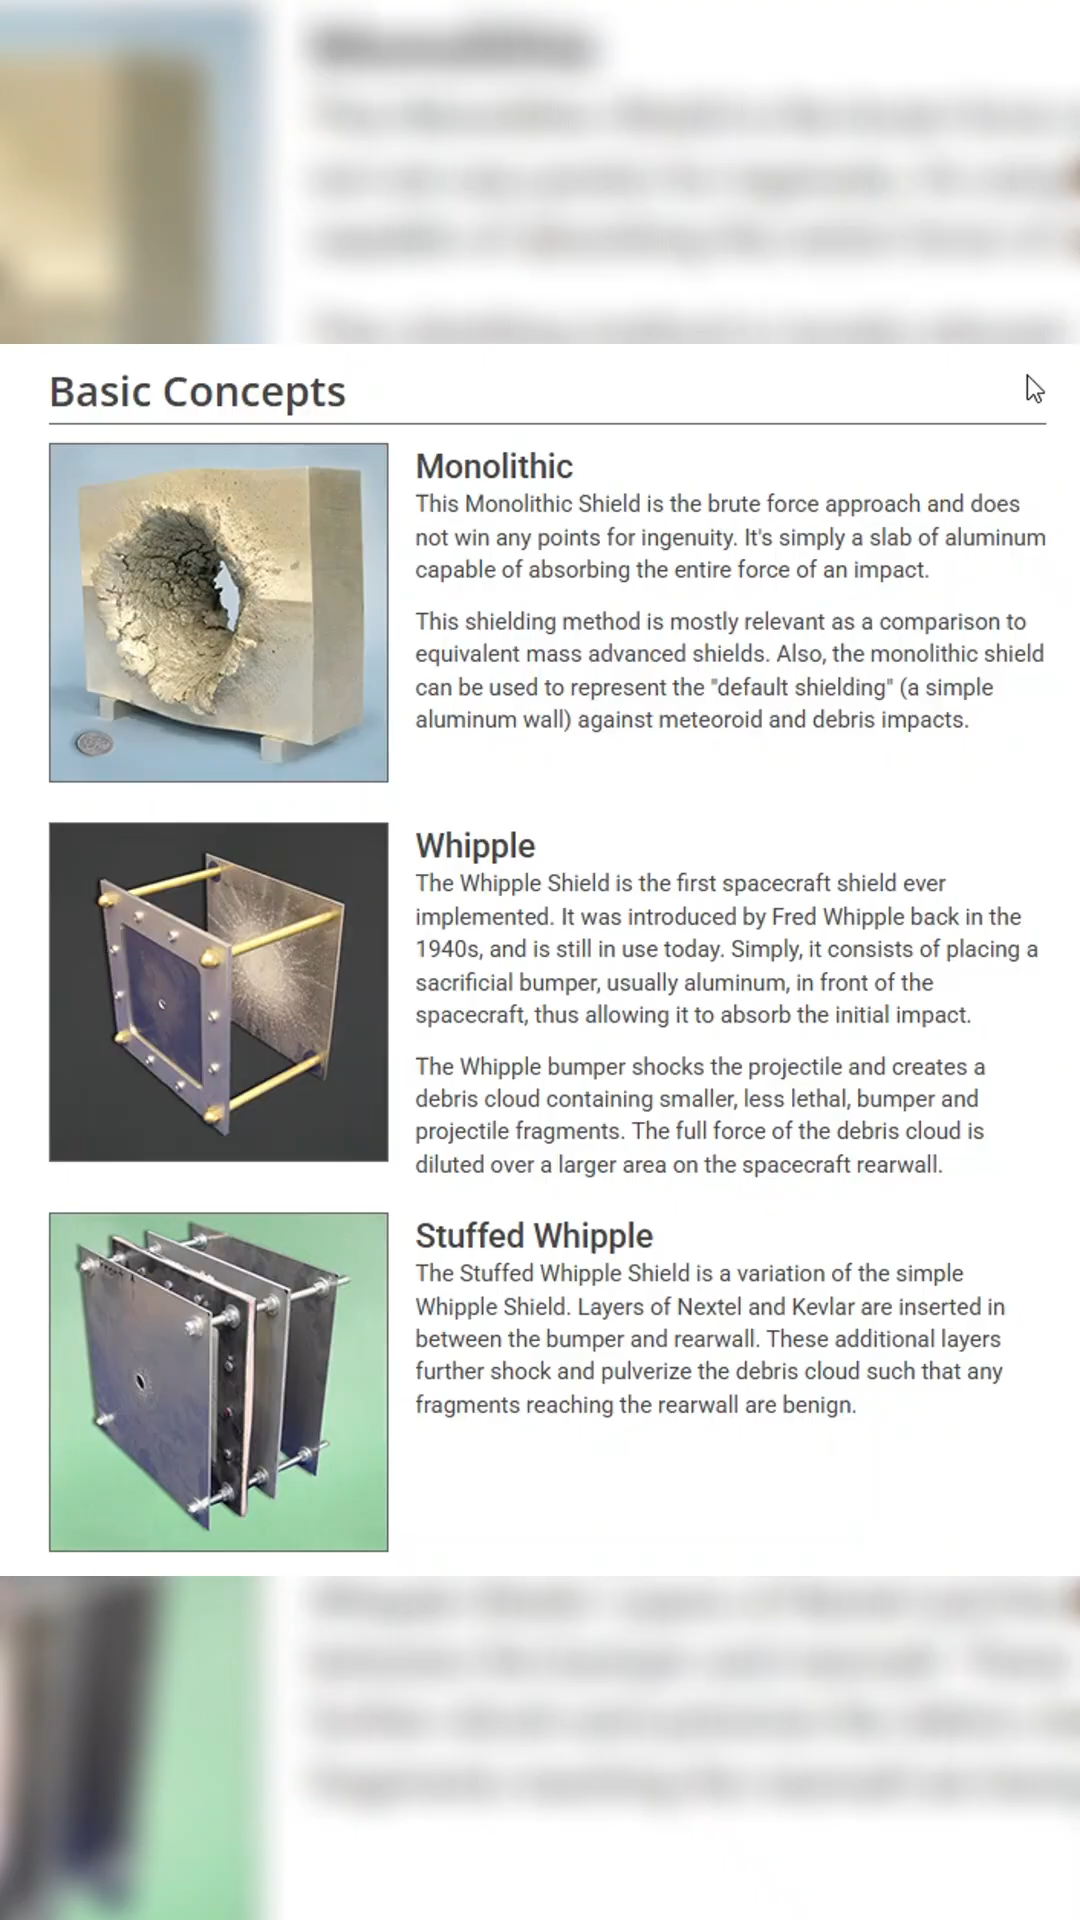 Basic Concepts
Monolithic
This Monolithic Shield is the brute force approach and does
not win any points for ingenuity. It's simply a slab of aluminum
capable of absorbing the entire force of an impact.
This shielding method is mostly relevant as a comparison to
equivalent mass advanced shields. Also, the monolithic shield
can be used to represent the "default shielding" (a simple
aluminum wall) against meteoroid and debris impacts.
Whipple
The Whipple Shield is the first spacecraft shield ever
implemented. It was introduced by Fred Whipple back in the
1940s, and is still in use today. Simply, it consists of placing a
sacrificial bumper, usually aluminum, in front of the
spacecraft, thus allowing it to absorb the initial impact.
The Whipple bumper shocks the projectile and creates a
debris cloud containing smaller, less lethal, bumper and
projectile fragments. The full force of the debris cloud is
diluted over a larger area on the spacecraft rearwall.
Stuffed Whipple
The Stuffed Whipple Shield is a variation of the simple
Whipple Shield. Layers of Nextel and Kevlar are inserted in
between the bumper and rearwall. These additional layers
further shock and pulverize the debris cloud such that any
fragments reaching the rearwall are benign.